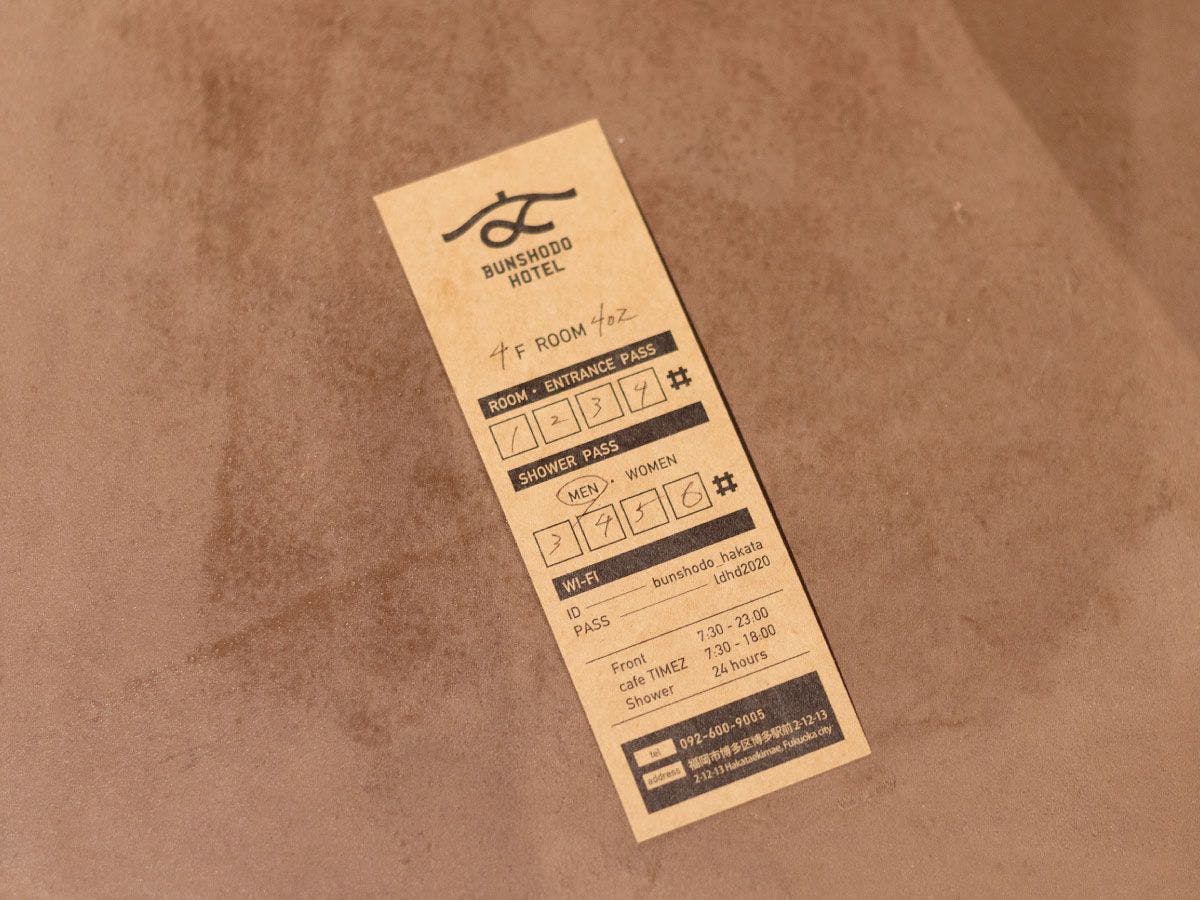 BUNSHODO
HOTEL
4 F ROOM 402
ROOM・ENTRANCE PASS
1 2 3 4 #
SHOWER PASS
MEN・WOMEN
3 4 5 6 #
WI-FI
ID bunshodo_hakata
PASS ldhd2020
Front 7:30 - 23:00
cafe TIMEZ 7:30 - 18:00
Shower 24 hours
tel 092-600-9005
address 福岡市博多区博多駅前2-12-13
2-12-13 Hakataekimae, Fukuoka city